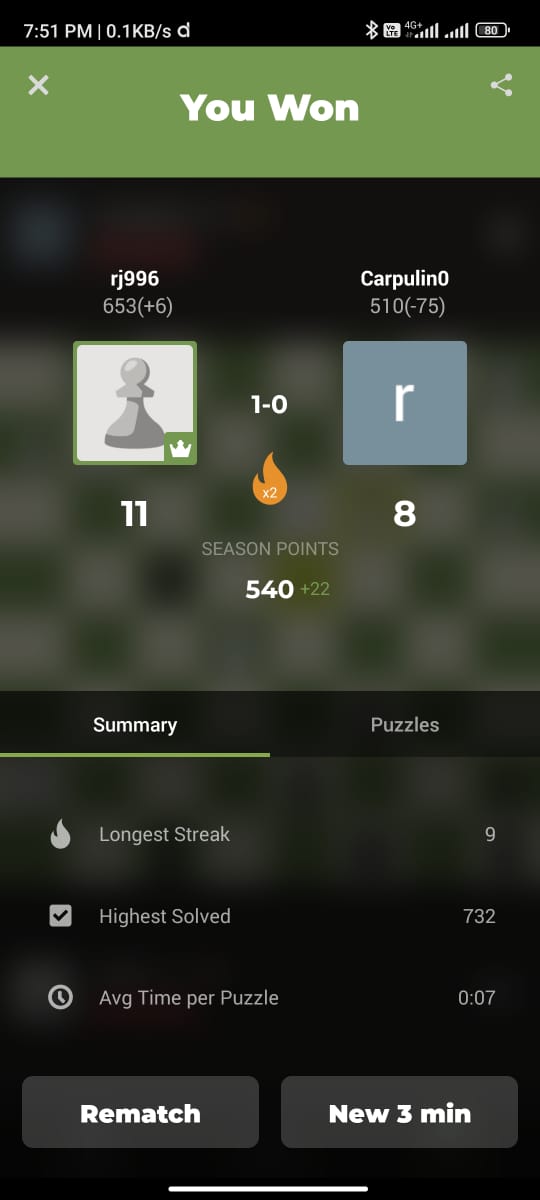 7:51 PM | 0.1KB/s d
Vo LTE 4G+ 80
You Won
rj996 Carpulin0
653(+6) 510(-75)
r
1-0
x2
11 8
SEASON POINTS
540 +22
Summary Puzzles
Longest Streak 9
Highest Solved 732
Avg Time per Puzzle 0:07
Rematch New 3 min